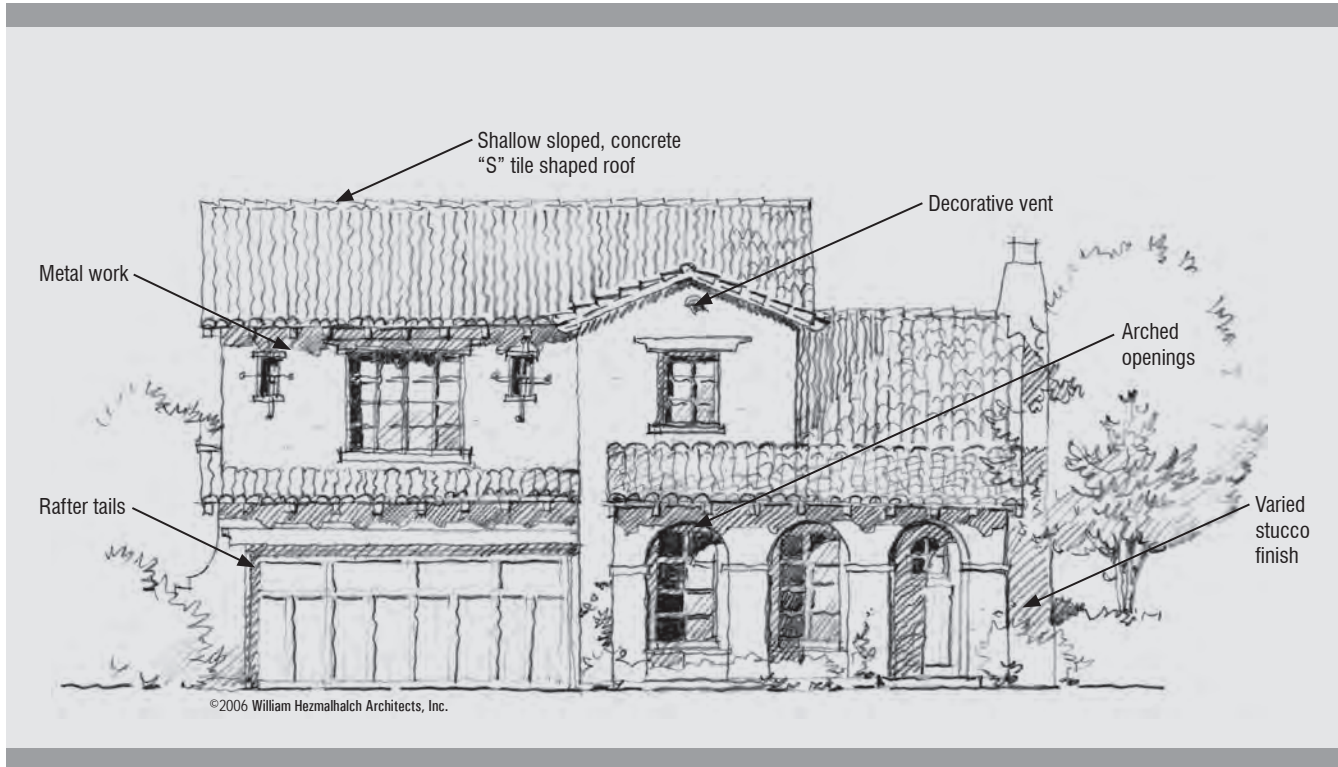 Shallow sloped, concrete
“S” tile shaped roof
Decorative vent
Metal work
Arched
openings
Rafter tails
Varied
stucco
finish
©2006 William Hezmalhalch Architects, Inc.